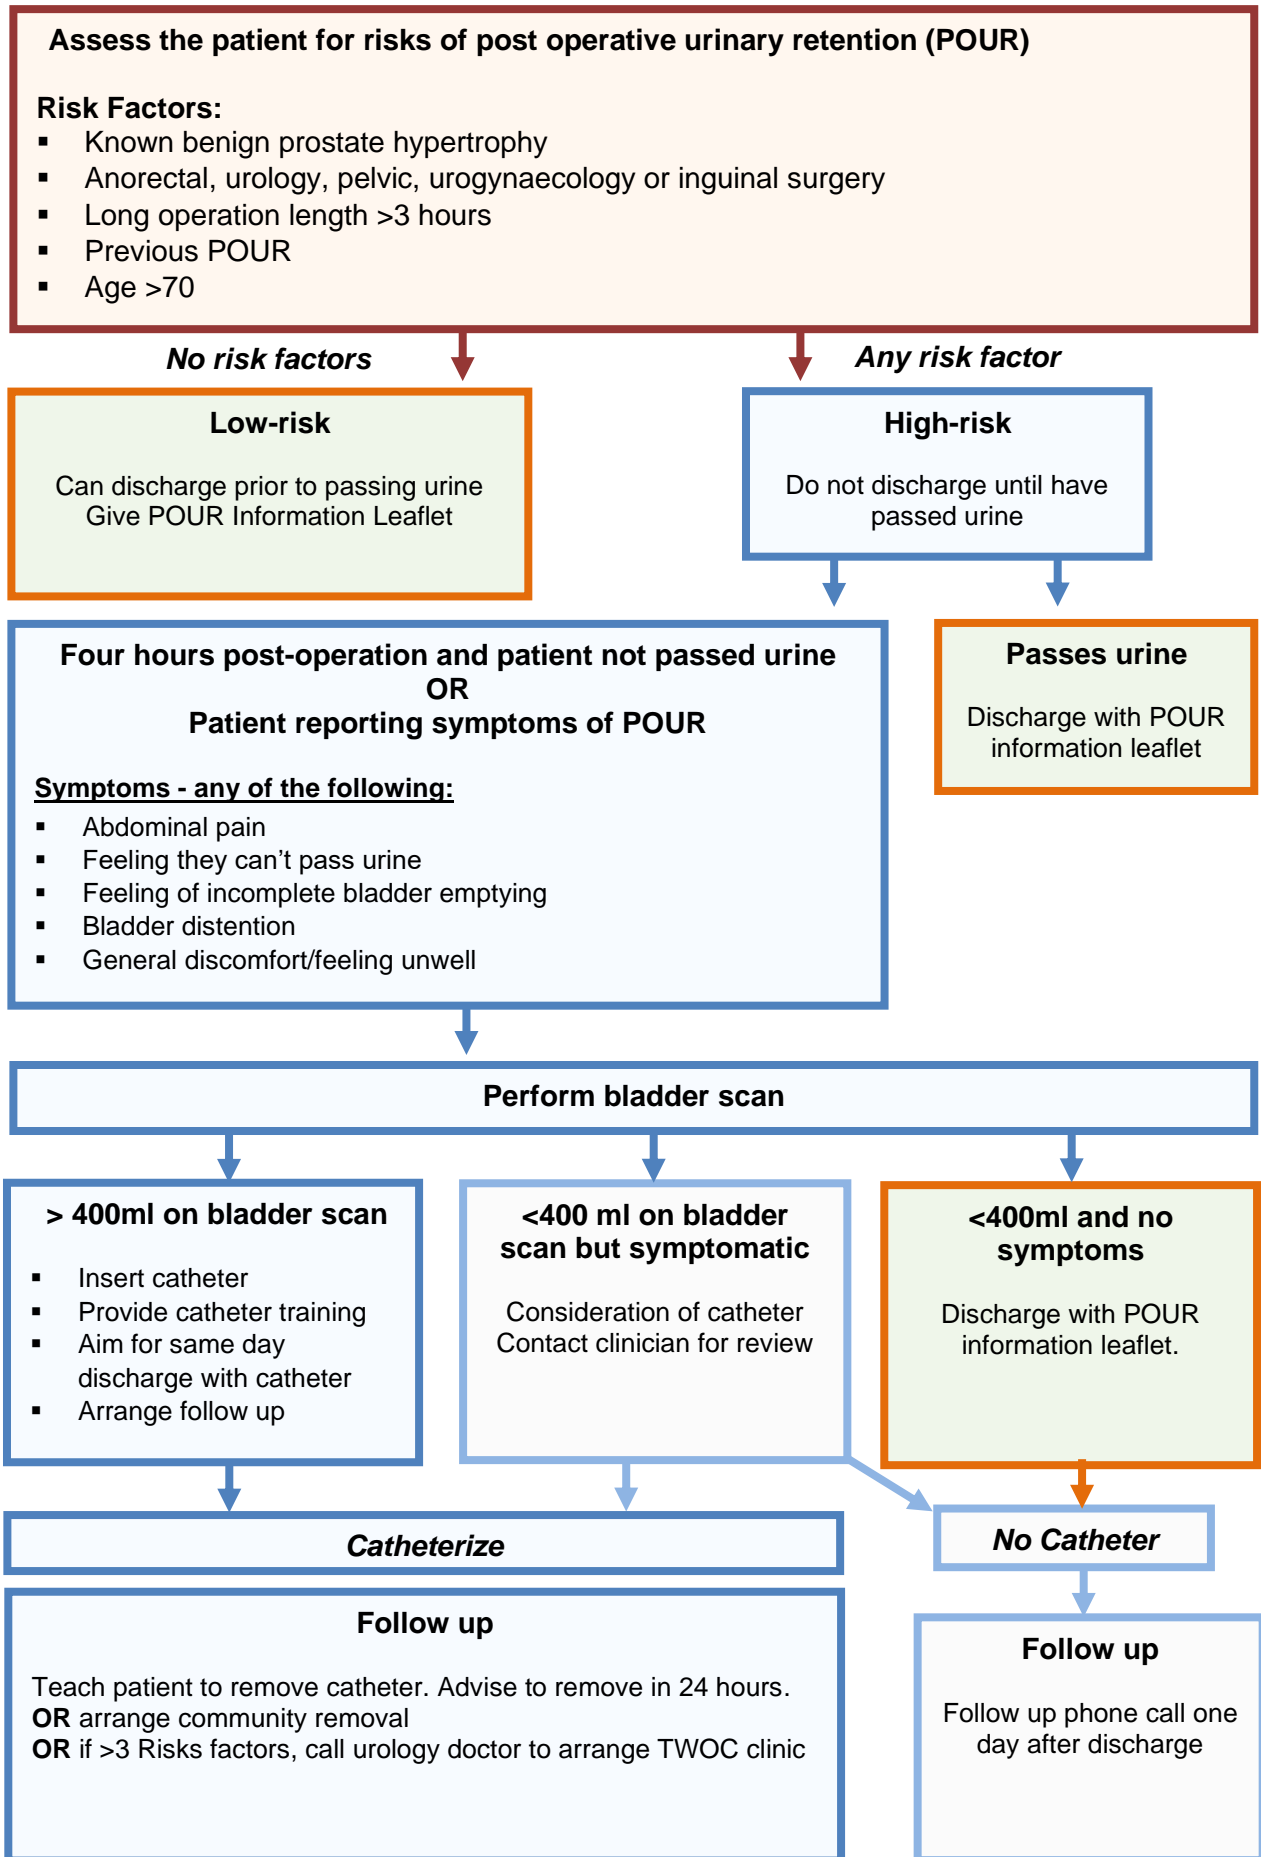 Assess the patient for risks of post operative urinary retention (POUR)
Risk Factors:
▪ Known benign prostate hypertrophy
▪ Anorectal, urology, pelvic, urogynaecology or inguinal surgery
▪ Long operation length >3 hours
▪ Previous POUR
▪ Age >70
No risk factors
Any risk factor
Low-risk
Can discharge prior to passing urine
Give POUR Information Leaflet
High-risk
Do not discharge until have
passed urine
Four hours post-operation and patient not passed urine
OR
Patient reporting symptoms of POUR
Symptoms - any of the following:
▪ Abdominal pain
▪ Feeling they can’t pass urine
▪ Feeling of incomplete bladder emptying
▪ Bladder distention
▪ General discomfort/feeling unwell
Passes urine
Discharge with POUR
information leaflet
Perform bladder scan
> 400ml on bladder scan
▪ Insert catheter
▪ Provide catheter training
▪ Aim for same day
discharge with catheter
▪ Arrange follow up
<400 ml on bladder
scan but symptomatic
Consideration of catheter
Contact clinician for review
<400ml and no
symptoms
Discharge with POUR
information leaflet.
Catheterize
No Catheter
Follow up
Teach patient to remove catheter. Advise to remove in 24 hours.
OR arrange community removal
OR if >3 Risks factors, call urology doctor to arrange TWOC clinic
Follow up
Follow up phone call one
day after discharge